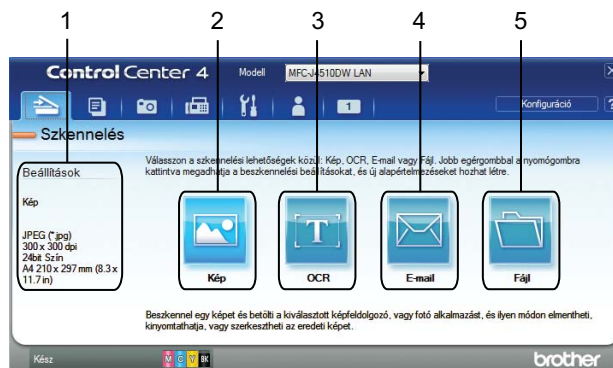 1 2 3 4 5
Control Center 4 Modell MFC-J4510DW LAN
1 Konfiguráció ?
Szkennelés
Válasszon a szkennelési lehetőségek közül: Kép, OCR, E-mail vagy Fájl. Jobb egérgombbal a nyomógombra
kattintva megadhatja a beszkennelési beállításokat, és új alapértelmezéseket hozhat létre.
Beállítások
Kép
JPEG (*.jpg)
300 x 300 dpi
24bit Szín
A4 210 x 297 mm (8.3 x
11.7 in)
T
Kép OCR E-mail Fájl
Beszkennel egy képet és betölti a kiválasztott képfeldolgozó, vagy fotó alkalmazást, és ilyen módon elmentheti,
kinyomtathatja, vagy szerkesztheti az eredeti képet.
Kész M C Y BK brother